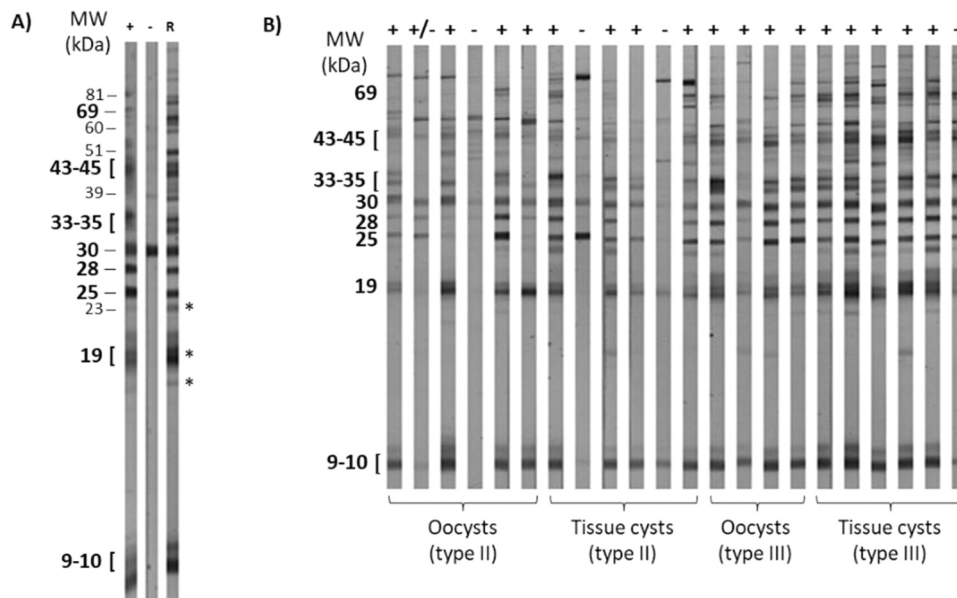 A)
MW
(kDa)
+ - R
81 –
69 –
60 –
51
43-45 [
39
33-35 [
30 –
28 –
25 –
23 –
*
19 [
*
*
9-10 [
B)
MW
(kDa)
+ +/- + - + + + - + + - + + + + + + + + + +
69
43-45 [
33-35 [
30
28
25
19
9-10 [
Oocysts
(type II)
Tissue cysts
(type II)
Oocysts
(type III)
Tissue cysts
(type III)